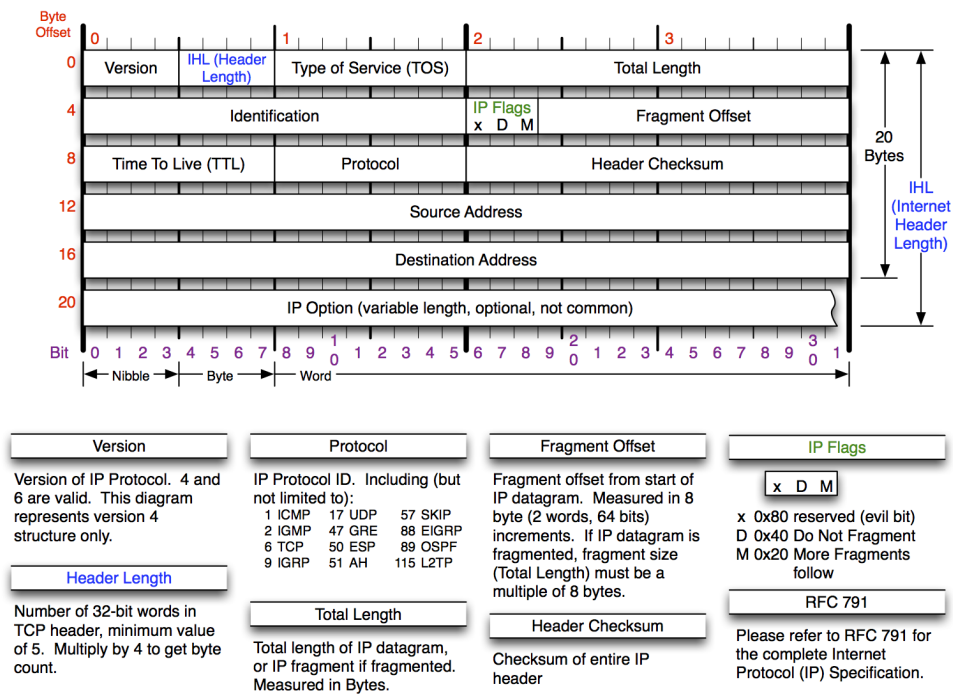 Byte
Offset
0 1 2 3
0 Version IHL (Header Length) Type of Service (TOS) Total Length
4 Identification IP Flags x D M Fragment Offset
8 Time To Live (TTL) Protocol Header Checksum
12 Source Address
16 Destination Address
20 IP Option (variable length, optional, not common)
20
Bytes
IHL
(Internet
Header
Length)
Bit 0 1 2 3 4 5 6 7 8 9 10 1 2 3 4 5 6 7 8 9 20 1 2 3 4 5 6 7 8 9 30 1
Nibble Byte Word
Version
Version of IP Protocol. 4 and
6 are valid. This diagram
represents version 4
structure only.
Header Length
Number of 32-bit words in
TCP header, minimum value
of 5. Multiply by 4 to get byte
count.
Protocol
IP Protocol ID. Including (but
not limited to):
1 ICMP 17 UDP 57 SKIP
2 IGMP 47 GRE 88 EIGRP
6 TCP 50 ESP 89 OSPF
9 IGRP 51 AH 115 L2TP
Total Length
Total length of IP datagram,
or IP fragment if fragmented.
Measured in Bytes.
Fragment Offset
Fragment offset from start of
IP datagram. Measured in 8
byte (2 words, 64 bits)
increments. If IP datagram is
fragmented, fragment size
(Total Length) must be a
multiple of 8 bytes.
Header Checksum
Checksum of entire IP
header
IP Flags
x D M
x 0x80 reserved (evil bit)
D 0x40 Do Not Fragment
M 0x20 More Fragments
follow
RFC 791
Please refer to RFC 791 for
the complete Internet
Protocol (IP) Specification.